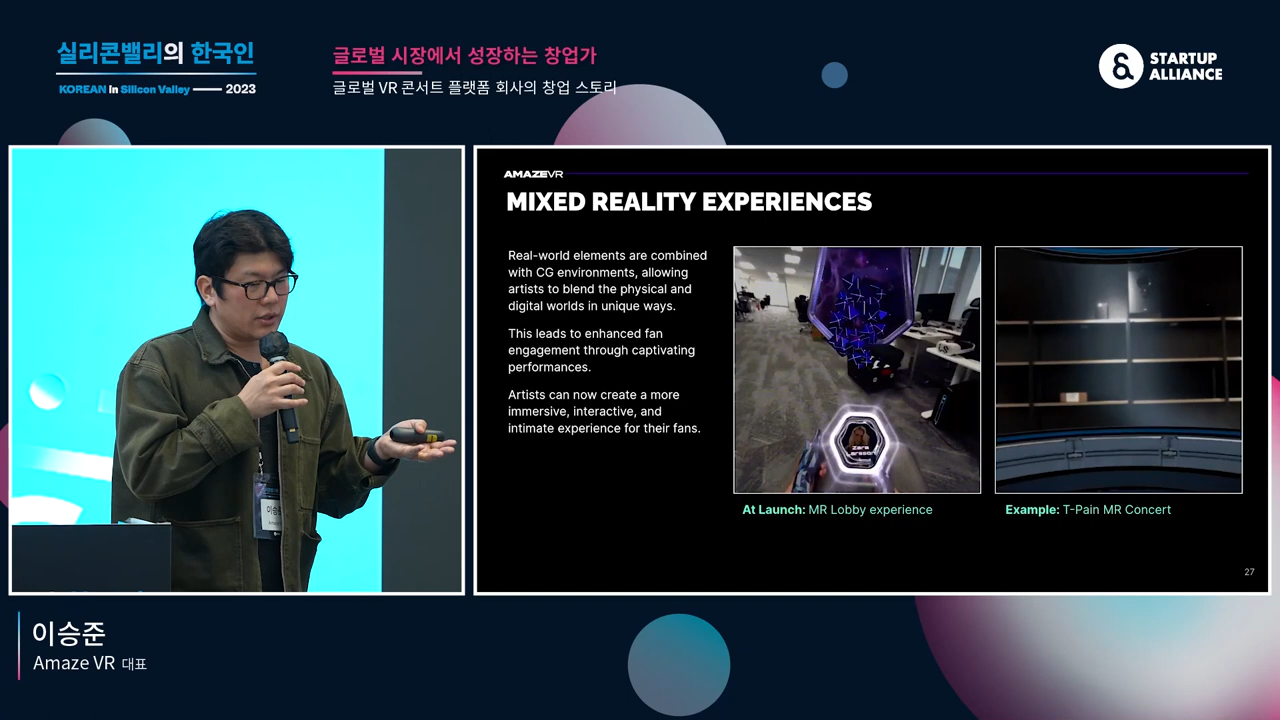 실리콘밸리의 한국인
KOREAN in Silicon Valley 2023
글로벌 시장에서 성장하는 창업가
글로벌 VR 콘서트 플랫폼 회사의 창업 스토리
STARTUP
ALLIANCE
AMAZEVR
MIXED REALITY EXPERIENCES
Real-world elements are combined
with CG environments, allowing
artists to blend the physical and
digital worlds in unique ways.
This leads to enhanced fan
engagement through captivating
performances.
Artists can now create a more
immersive, interactive, and
intimate experience for their fans.
Zara
Larsson
At Launch: MR Lobby experience
Example: T-Pain MR Concert
27
이승준
Amaze VR 대표